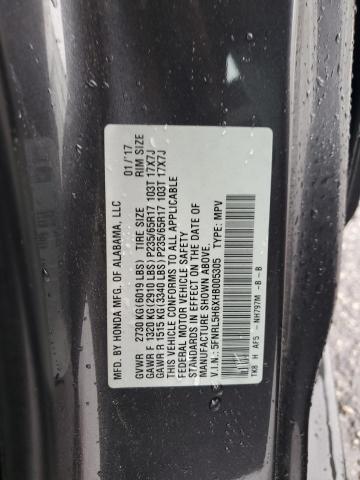 MFD. BY HONDA MFG. OF ALABAMA, LLC 01/'17
GVWR 2730 KG(6019 LBS) TIRE SIZE RIM SIZE
GAWR F 1320 KG(2910 LBS) P235/65R17 103T 17X7J
GAWR R 1515 KG(3340 LBS) P235/65R17 103T 17X7J
THIS VEHICLE CONFORMS TO ALL APPLICABLE
FEDERAL MOTOR VEHICLE SAFETY
STANDARDS IN EFFECT ON THE DATE OF
MANUFACTURE SHOWN ABOVE.
V.I.N.: 5FNRL5H6XHB005305 TYPE: MPV
TK8 H AF5 - NH797M -B -B